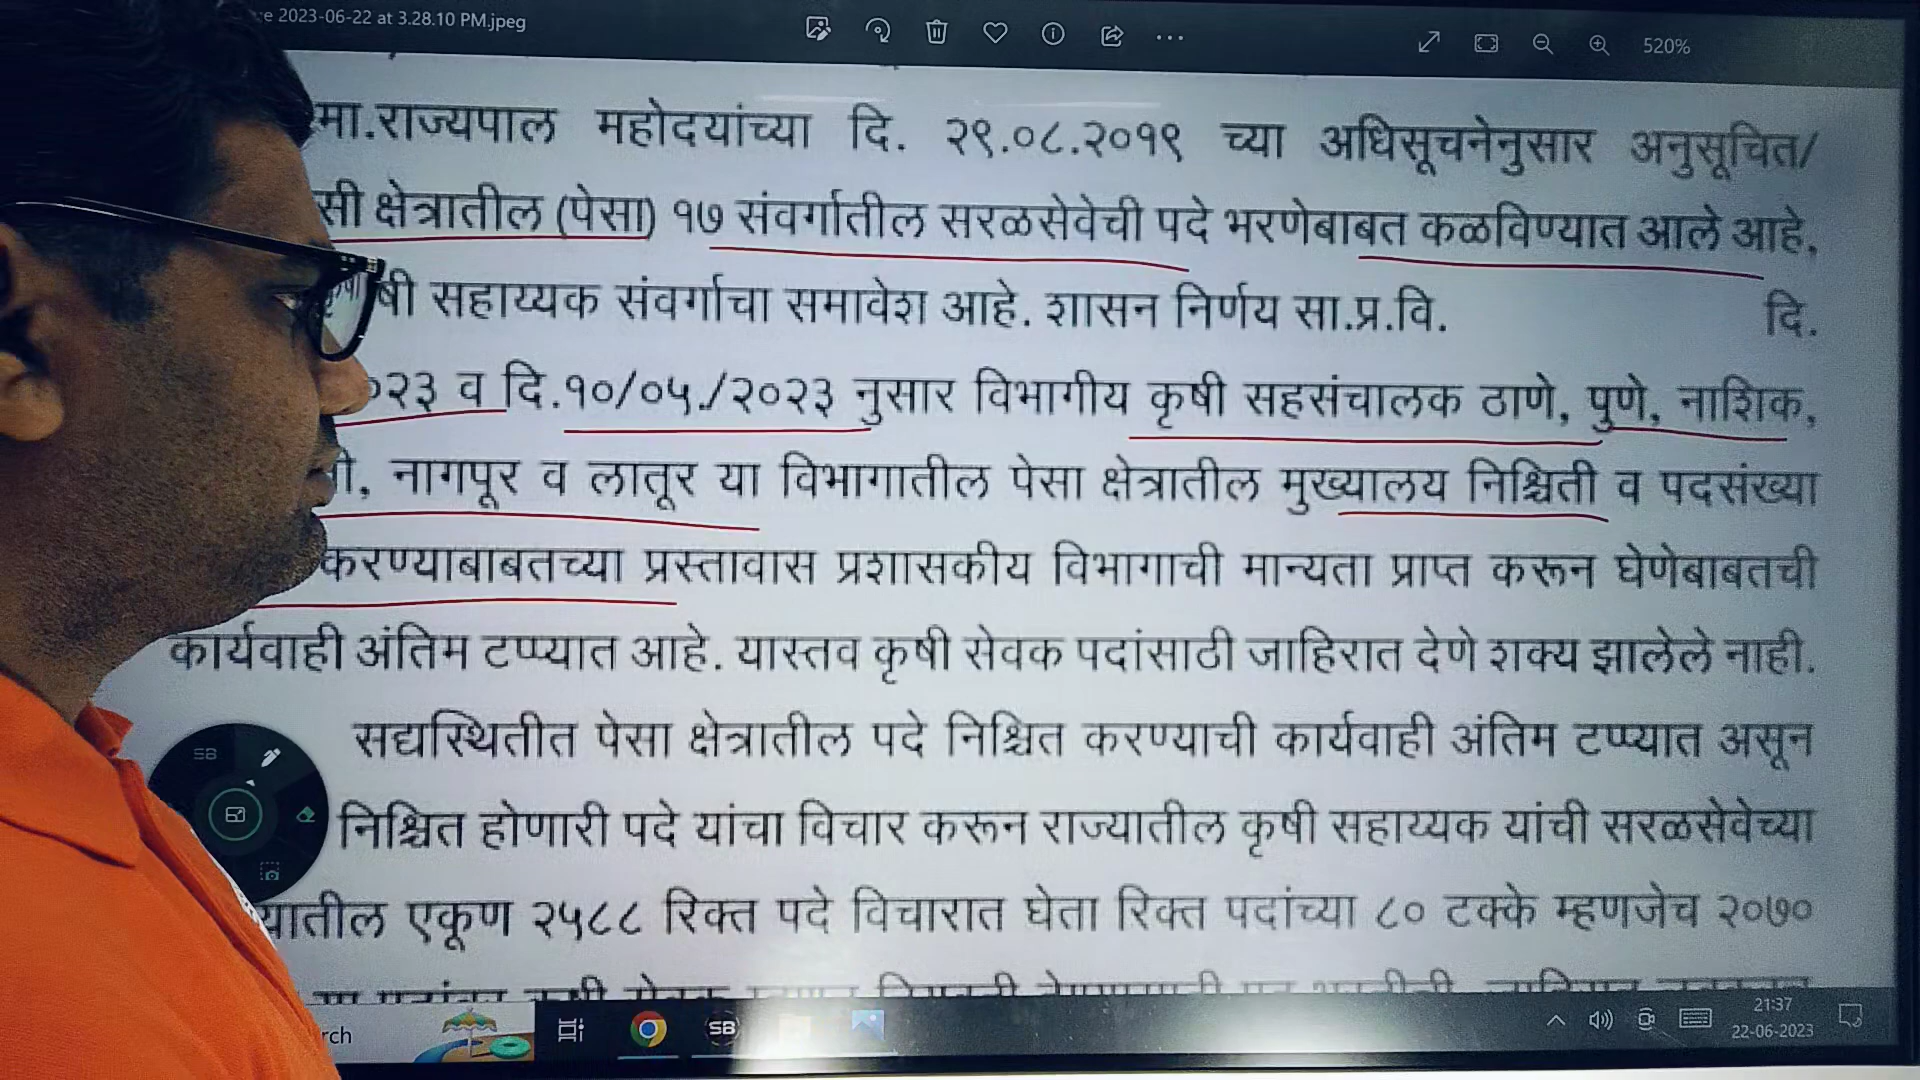 2023-06-22 at 3.28.10 PM.jpeg
520%
मा.राज्यपाल महोदयांच्या दि. २९.०८.२०१९ च्या अधिसूचनेनुसार अनुसूचित/
सी क्षेत्रातील (पेसा) १७ संवर्गातील सरळसेवेची पदे भरणेबाबत कळविण्यात आले आहे,
षी सहाय्यक संवर्गाचा समावेश आहे. शासन निर्णय सा.प्र.वि. दि.
०२३ व दि.१०/०५/२०२३ नुसार विभागीय कृषी सहसंचालक ठाणे, पुणे, नाशिक,
नागपूर व लातूर या विभागातील पेसा क्षेत्रातील मुख्यालय निश्चिती व पदसंख्या
करण्याबाबतच्या प्रस्तावास प्रशासकीय विभागाची मान्यता प्राप्त करून घेणेबाबतची
कार्यवाही अंतिम टप्प्यात आहे. यास्तव कृषी सेवक पदांसाठी जाहिरात देणे शक्य झालेले नाही.
सद्यस्थितीत पेसा क्षेत्रातील पदे निश्चित करण्याची कार्यवाही अंतिम टप्प्यात असून
निश्चित होणारी पदे यांचा विचार करून राज्यातील कृषी सहाय्यक यांची सरळसेवेच्या
यातील एकूण २५८८ रिक्त पदे विचारात घेता रिक्त पदांच्या ८० टक्के म्हणजेच २०७०
SB
rch
SB
21:37
22-06-2023